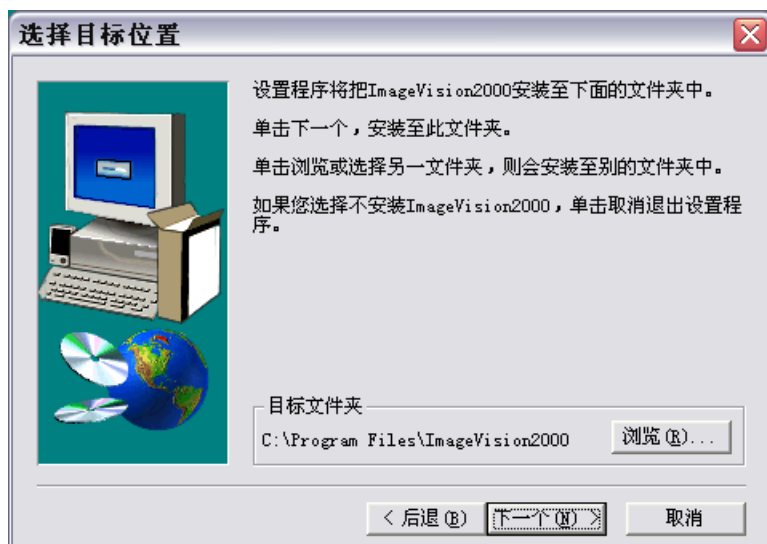 选择目标位置
设置程序将把ImageVision2000安装至下面的文件夹中。
单击下一个，安装至此文件夹。
单击浏览或选择另一文件夹，则会安装至别的文件夹中。
如果您选择不安装ImageVision2000，单击取消退出设置程
序。
目标文件夹
C:\Program Files\ImageVision2000 浏览(R)...
< 后退(B) 下一个(N) > 取消